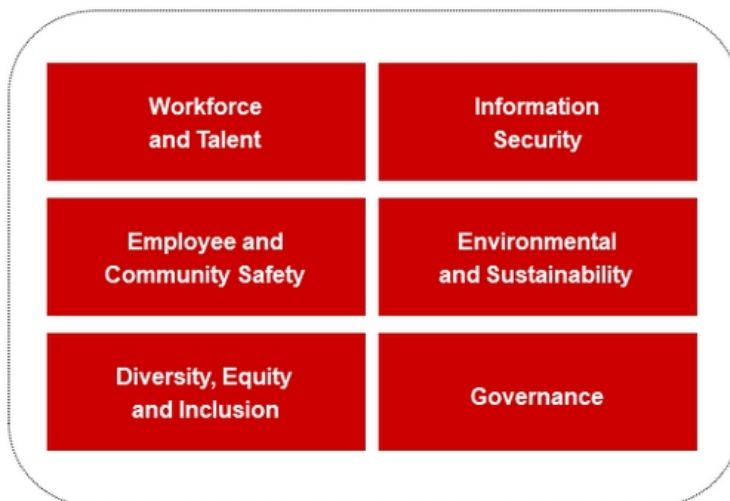 Workforce
and Talent
Information
Security
Employee and
Community Safety
Environmental
and Sustainability
Diversity, Equity
and Inclusion
Governance